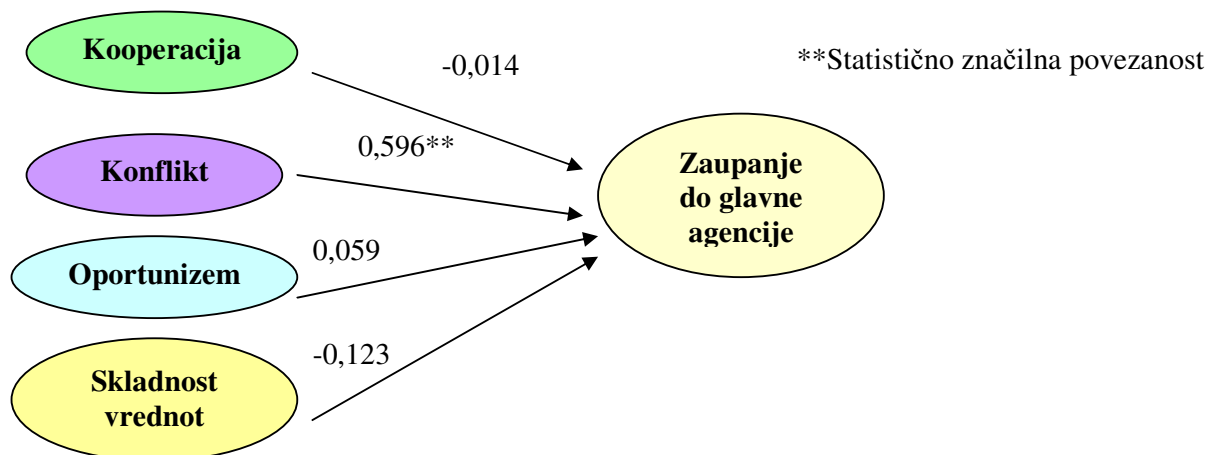 Kooperacija
-0,014
**Statistično značilna povezanost
Konflikt
0,596**
Zaupanje
do glavne
agencije
Oportunizem
0,059
Skladnost
vrednot
-0,123